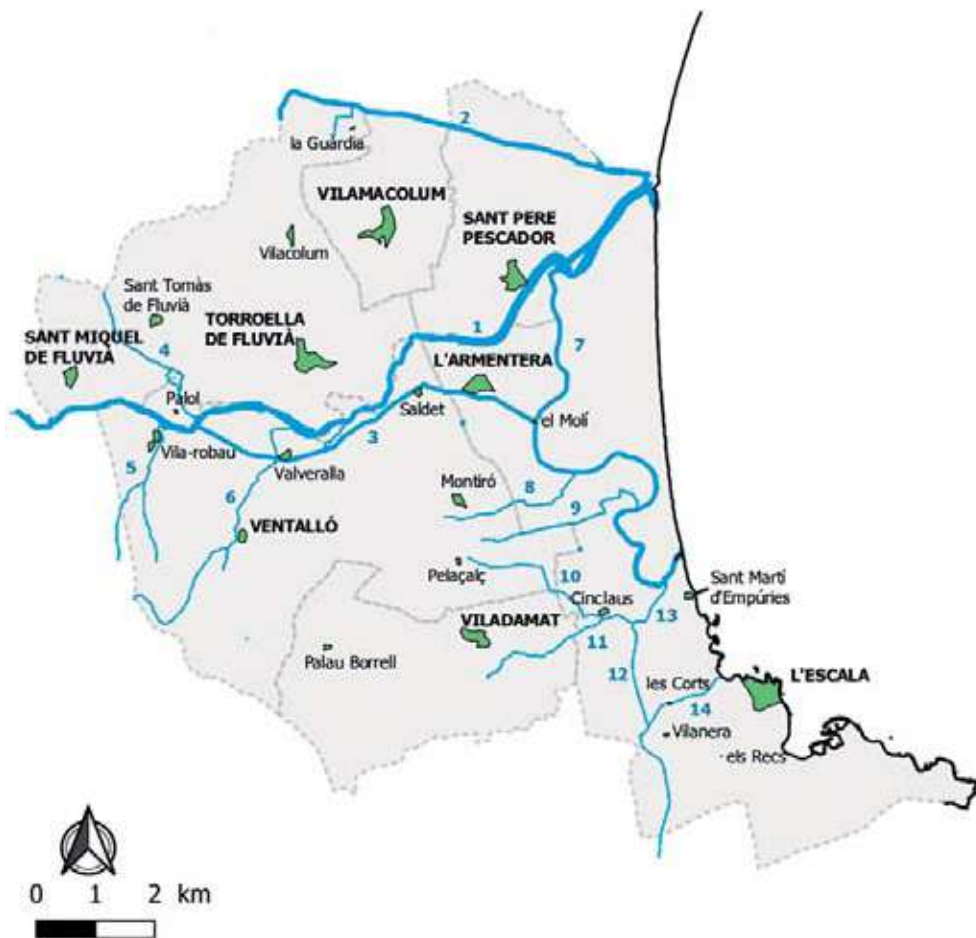 2
la Guàrdia
VILAMACOLUM
SANT PERE
PESCADOR
Vilacolum
Sant Tomàs
de Fluvià
SANT MIQUEL
DE FLUVIÀ
TORROELLA
DE FLUVIÀ
1
4
7
L'ARMENTERA
Palol
Saldet
el Molí
3
Vila-robau
Valveralla
5
6
Montiró
8
9
VENTALLÓ
Pelaçalç
10
Cinclaus
Sant Martí
d'Empúries
13
VILADAMAT
11
Palau Borrell
12
les Corts
L'ESCALA
14
Vilanera
els Recs
0 1 2 km